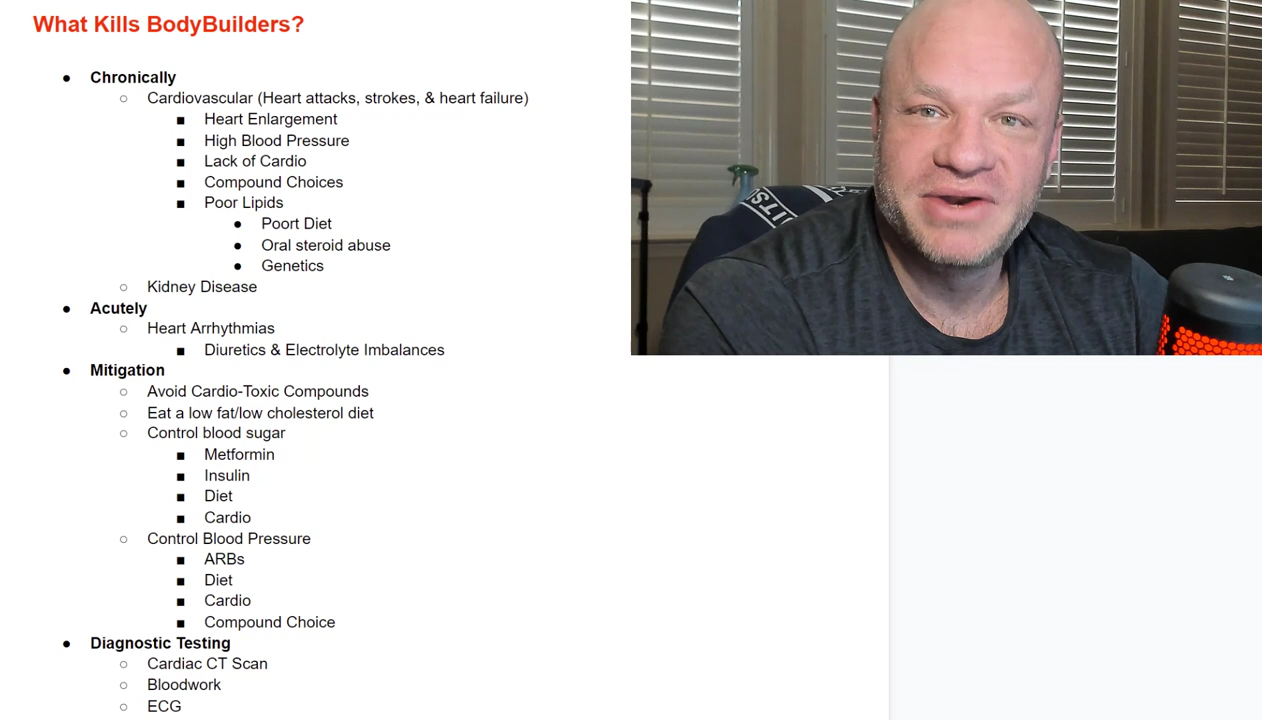 What Kills BodyBuilders?
● Chronically
○ Cardiovascular (Heart attacks, strokes, & heart failure)
■ Heart Enlargement
■ High Blood Pressure
■ Lack of Cardio
■ Compound Choices
■ Poor Lipids
● Poort Diet
● Oral steroid abuse
● Genetics
○ Kidney Disease
● Acutely
○ Heart Arrhythmias
■ Diuretics & Electrolyte Imbalances
● Mitigation
○ Avoid Cardio-Toxic Compounds
○ Eat a low fat/low cholesterol diet
○ Control blood sugar
■ Metformin
■ Insulin
■ Diet
■ Cardio
○ Control Blood Pressure
■ ARBs
■ Diet
■ Cardio
■ Compound Choice
● Diagnostic Testing
○ Cardiac CT Scan
○ Bloodwork
○ ECG